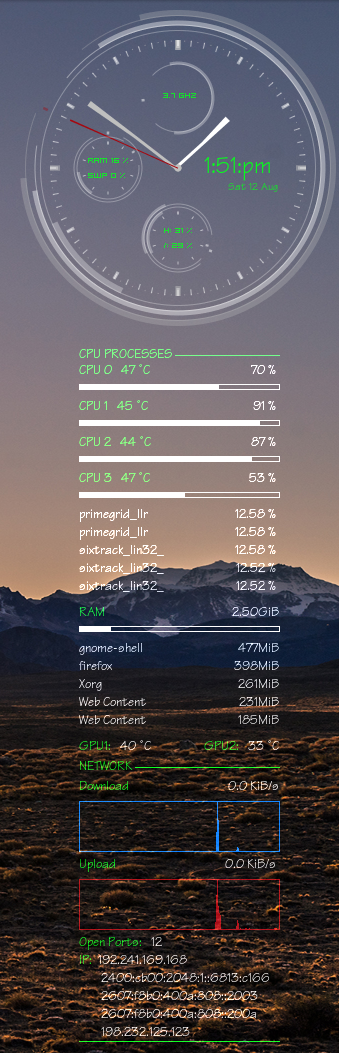 3.7 GHZ
RAM 15 %
SWP 0 %
1:51:pm
Sat 12 Aug
H: 31 %
/: 29 %
CPU PROCESSES
CPU 0 47°C 70 %
CPU 1 45 °C 91 %
CPU 2 44 °C 87 %
CPU 3 47 °C 53 %
primegrid_llr 12.58 %
primegrid_llr 12.58 %
sixtrack_lin32_ 12.58 %
sixtrack_lin32_ 12.52 %
sixtrack_lin32_ 12.52 %
RAM 2.50GiB
gnome-shell 477MiB
firefox 398MiB
Xorg 261MiB
Web Content 231MiB
Web Content 185MiB
GPU1: 40 °C GPU2: 33 °C
NETWORK
Download 0.0 KiB/s
Upload 0.0 KiB/s
Open Ports: 12
IP: 192.241.169.168
2400:cb00:2048:1::6813:c166
2607:f8b0:400a:808::2003
2607:f8b0:400a:808::200a
198.232.125.123